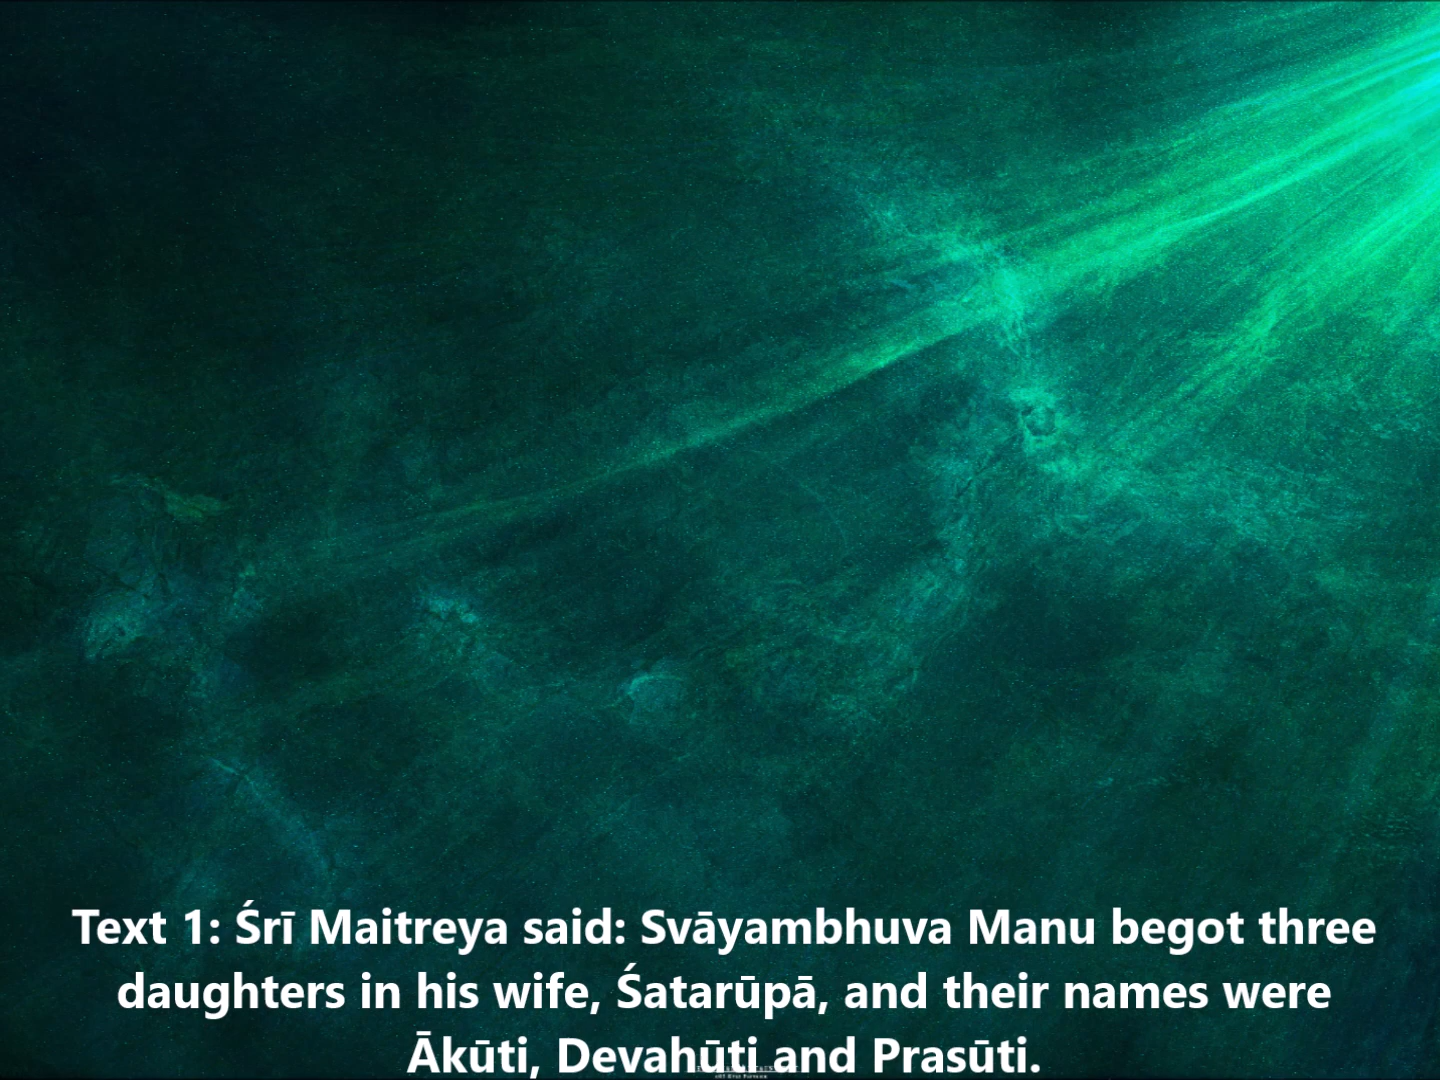 Text 1: Śrī Maitreya said: Svāyambhuva Manu begot three
daughters in his wife, Śatarūpā, and their names were
Ākūti, Devahūti and Prasūti.